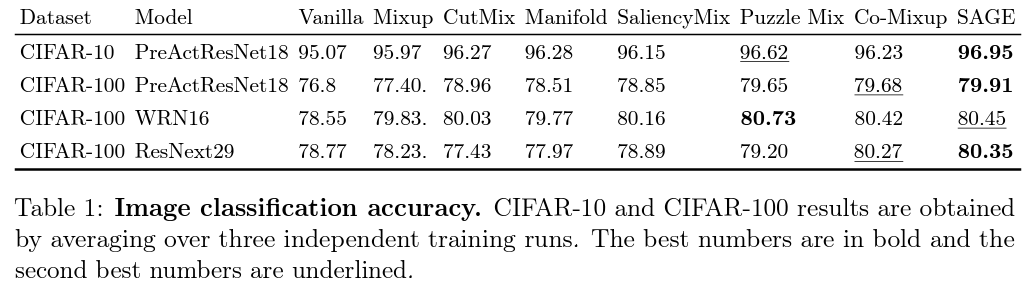 Dataset Model Vanilla Mixup CutMix Manifold SaliencyMix Puzzle Mix Co-Mixup SAGE
CIFAR-10 PreActResNet18 95.07 95.97 96.27 96.28 96.15 96.62 96.23 96.95
CIFAR-100 PreActResNet18 76.8 77.40. 78.96 78.51 78.85 79.65 79.68 79.91
CIFAR-100 WRN16 78.55 79.83. 80.03 79.77 80.16 80.73 80.42 80.45
CIFAR-100 ResNext29 78.77 78.23. 77.43 77.97 78.89 79.20 80.27 80.35
Table 1: Image classification accuracy. CIFAR-10 and CIFAR-100 results are obtained
by averaging over three independent training runs. The best numbers are in bold and the
second best numbers are underlined.